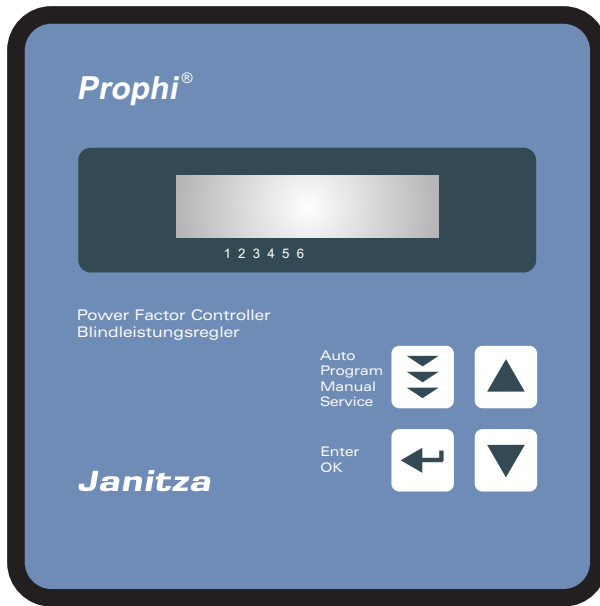 Prophi®
1 2 3 4 5 6
Power Factor Controller
Blindleistungsregler
Auto
Program
Manual
Service
Enter
OK
Janitza